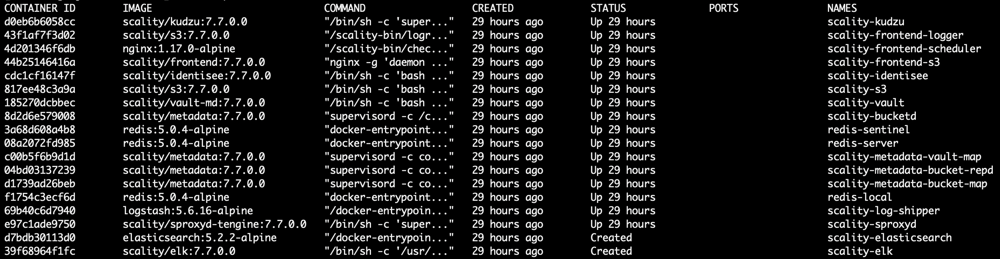 CONTAINER ID IMAGE COMMAND CREATED STATUS PORTS NAMES
d0eb6b6058cc scality/kudzu:7.7.0.0 "/bin/sh -c 'super..." 29 hours ago Up 29 hours scality-kudzu
43f1af7f3d02 scality/s3:7.7.0.0 "/scality-bin/logr..." 29 hours ago Up 29 hours scality-frontend-logger
4d201346f6db nginx:1.17.0-alpine "/scality-bin/chec..." 29 hours ago Up 29 hours scality-frontend-scheduler
44b25146416a scality/frontend:7.7.0.0 "nginx -g 'daemon ..." 29 hours ago Up 29 hours scality-frontend-s3
cdc1cf16147f scality/identisee:7.7.0.0 "/bin/sh -c 'bash ..." 29 hours ago Up 29 hours scality-identisee
817ee48c3a9a scality/s3:7.7.0.0 "/bin/sh -c 'bash ..." 29 hours ago Up 29 hours scality-s3
185270dcbbec scality/vault-md:7.7.0.0 "/bin/sh -c 'bash ..." 29 hours ago Up 29 hours scality-vault
8d2d6e579008 scality/metadata:7.7.0.0 "supervisord -c /c..." 29 hours ago Up 29 hours scality-bucketd
3a68d608a4b8 redis:5.0.4-alpine "docker-entrypoint..." 29 hours ago Up 29 hours redis-sentinel
08a2072fd985 redis:5.0.4-alpine "docker-entrypoint..." 29 hours ago Up 29 hours redis-server
c00b5f6b9d1d scality/metadata:7.7.0.0 "supervisord -c co..." 29 hours ago Up 29 hours scality-metadata-vault-map
04bd03137239 scality/metadata:7.7.0.0 "supervisord -c co..." 29 hours ago Up 29 hours scality-metadata-bucket-repd
d1739ad26beb scality/metadata:7.7.0.0 "supervisord -c co..." 29 hours ago Up 29 hours scality-metadata-bucket-map
f1754c3ecf6d redis:5.0.4-alpine "docker-entrypoint..." 29 hours ago Up 29 hours redis-local
69b40c6d7940 logstash:5.6.16-alpine "/docker-entrypoin..." 29 hours ago Up 29 hours scality-log-shipper
e97c1ade9750 scality/sproxyd-tengine:7.7.0.0 "/bin/sh -c 'super..." 29 hours ago Up 29 hours scality-sproxyd
d7bdb30113d0 elasticsearch:5.2.2-alpine "/docker-entrypoin..." 29 hours ago Created scality-elasticsearch
39f68964f1fc scality/elk:7.7.0.0 "/bin/sh -c '/usr/..." 29 hours ago Created scality-elk